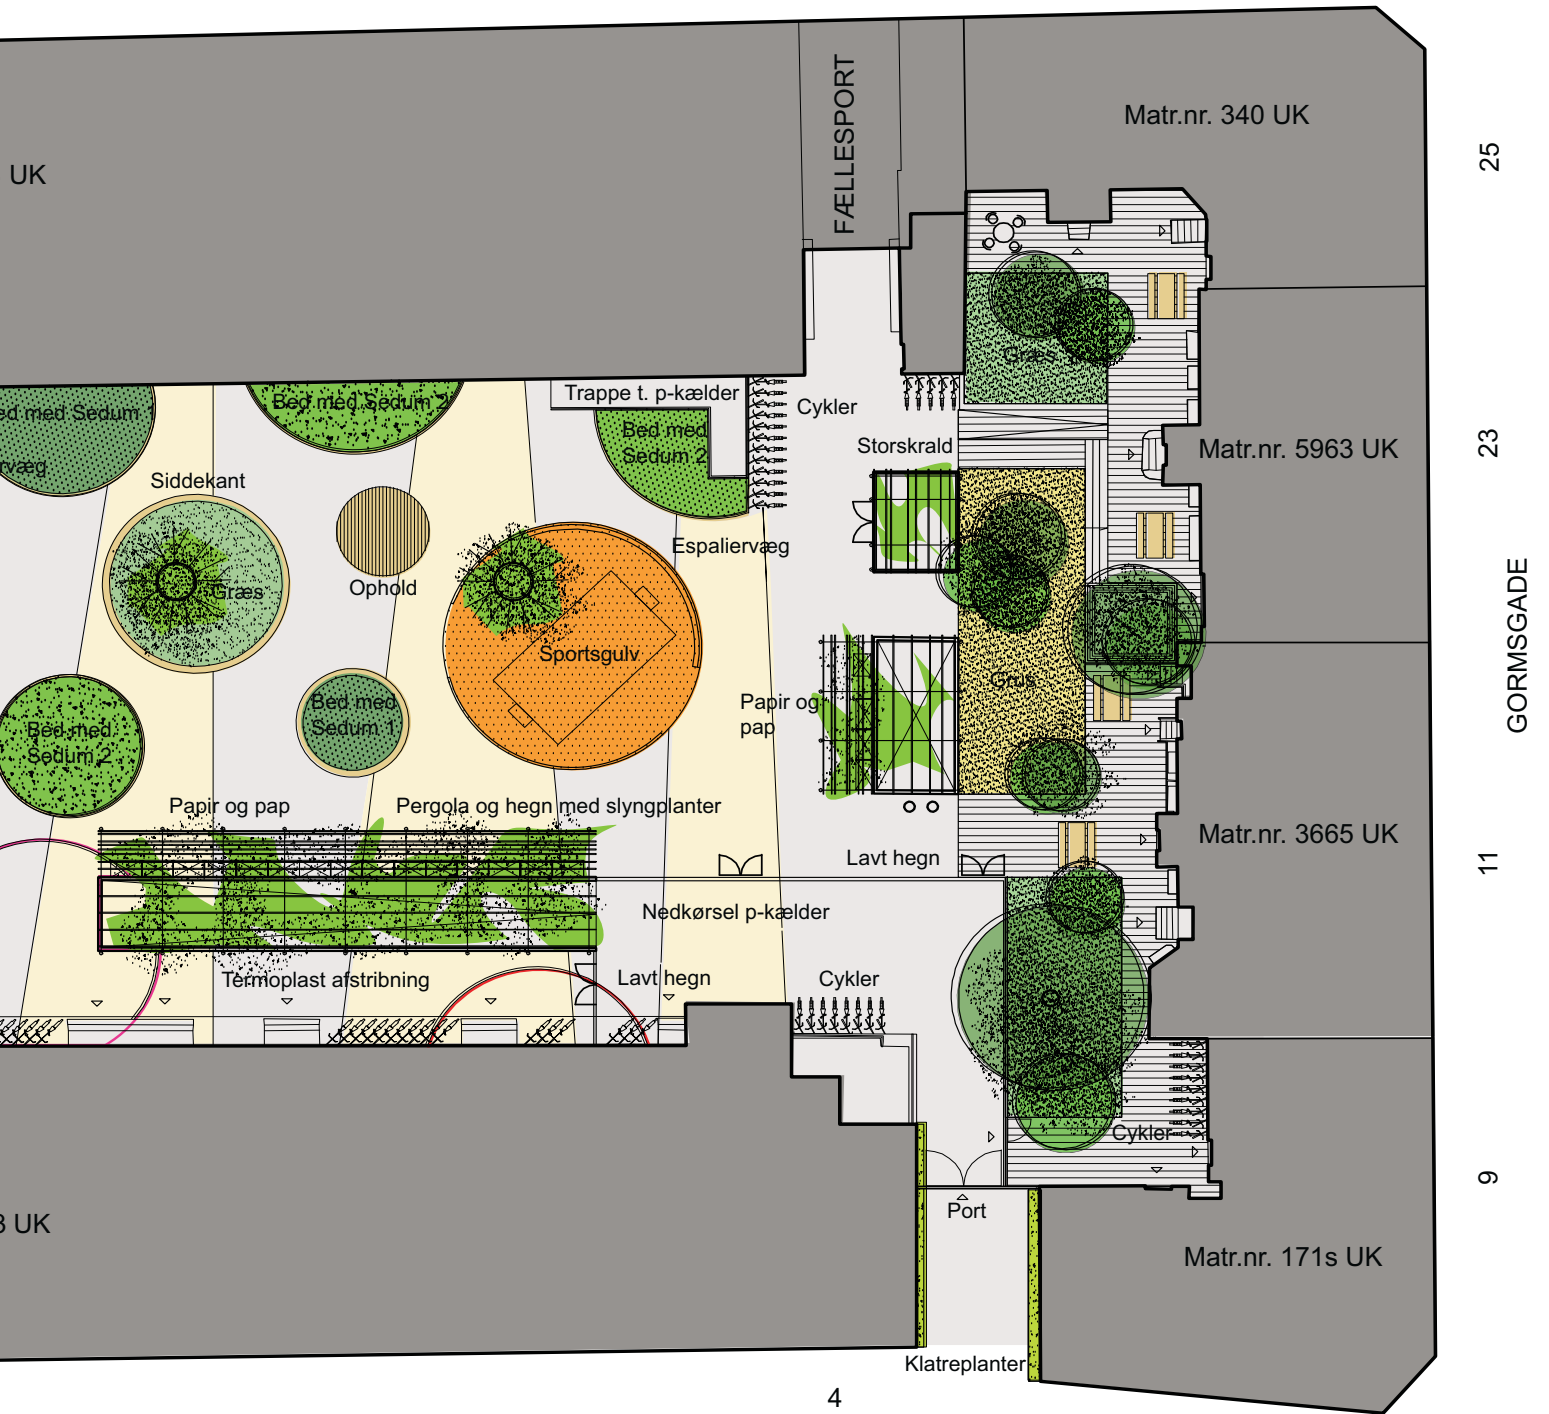 UK
FÆLLESPORT
Matr.nr. 340 UK
25
Græs
Trappe t. p-kælder
Bed med Sedum 1
Bed med Sedum 2
Cykler
Bed med
Sedum 2
Storskrald
Matr.nr. 5963 UK
23
Siddekant
Espaliervæg
Græs
Ophold
Sportsgulv
GORMSGADE
Grus
Bed med
Sedum 1
Papir og
pap
Bed med
Sedum 2
Papir og pap
Pergola og hegn med slyngplanter
Matr.nr. 3665 UK
11
Lavt hegn
Nedkørsel p-kælder
Termoplast afstribning
Lavt hegn
Cykler
Cykler
9
Port
3 UK
Matr.nr. 171s UK
Klatreplanter
4